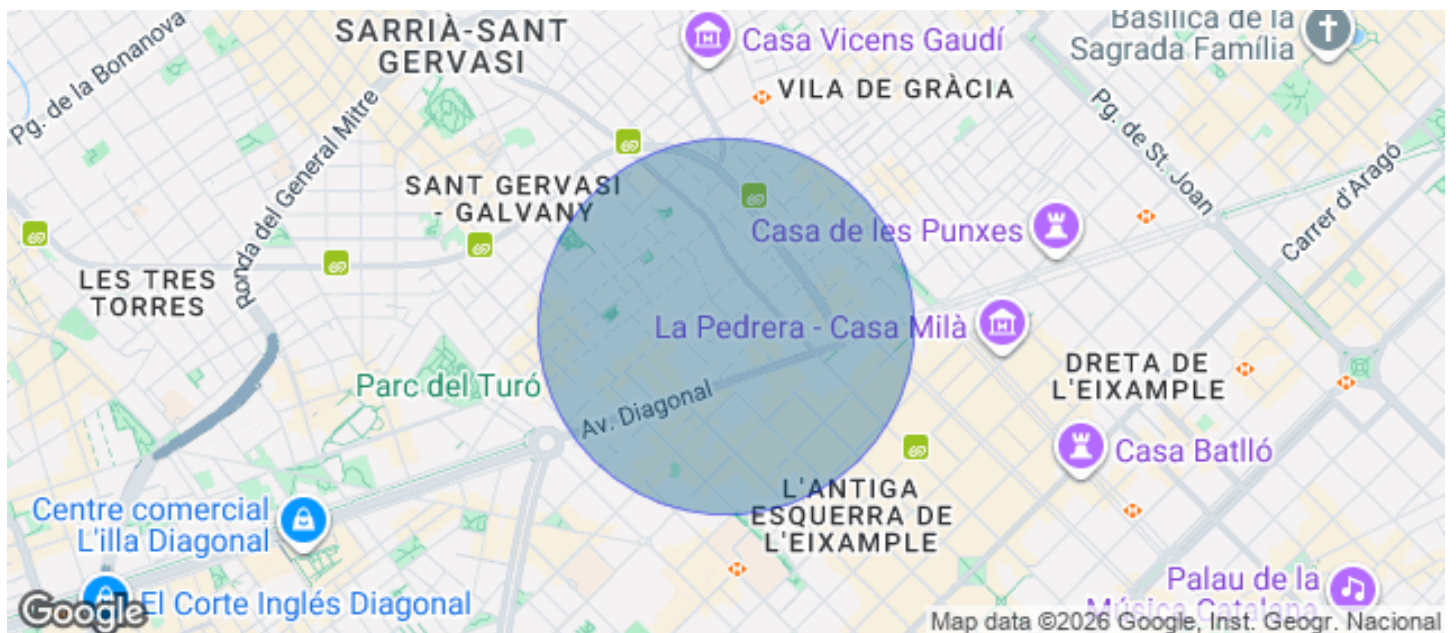 SARRIÀ-SANT
GERVASI
Pg. de la Bonanova
Casa Vicens Gaudí
Basílica de la
Sagrada Família
VILA DE GRÀCIA
Ronda del General Mitre
Pg. de St. Joan
Carrer d'Aragó
SANT GERVASI
- GALVANY
Casa de les Punxes
LES TRES
TORRES
La Pedrera - Casa Milà
DRETA DE
L'EIXAMPLE
Parc del Turó
Av. Diagonal
Casa Batlló
L'ANTIGA
ESQUERRA DE
L'EIXAMPLE
Centre comercial
L'illa Diagonal
El Corte Inglés Diagonal
Palau de la
Música Catalana
Google
Map data ©2026 Google, Inst. Geogr. Nacional